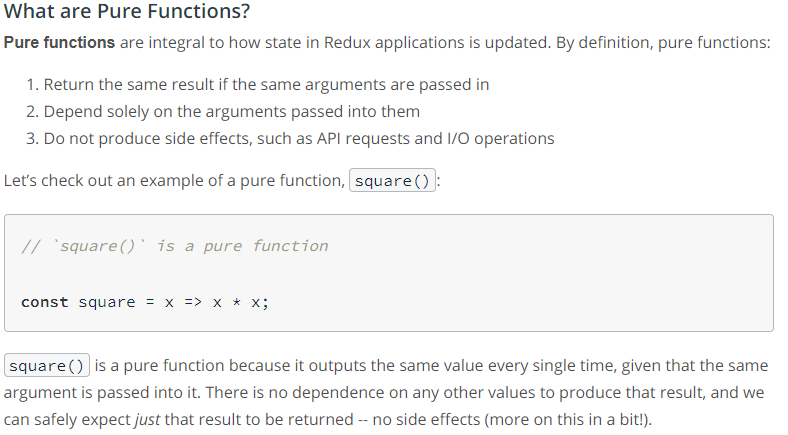 What are Pure Functions?
Pure functions are integral to how state in Redux applications is updated. By definition, pure functions:
1. Return the same result if the same arguments are passed in
2. Depend solely on the arguments passed into them
3. Do not produce side effects, such as API requests and I/O operations
Let's check out an example of a pure function, square():
// `square()` is a pure function
const square = x => x * x;
square() is a pure function because it outputs the same value every single time, given that the same
argument is passed into it. There is no dependence on any other values to produce that result, and we
can safely expect just that result to be returned -- no side effects (more on this in a bit!).